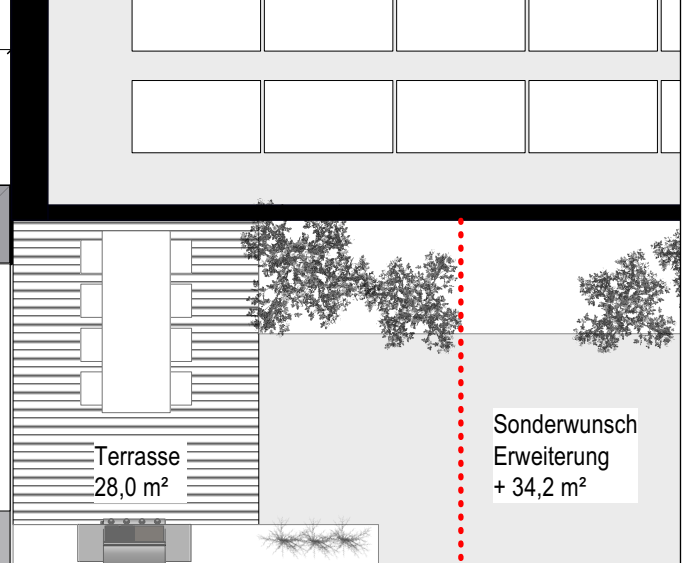 Terrasse
28,0 m²
Sonderwunsch
Erweiterung
+ 34,2 m²